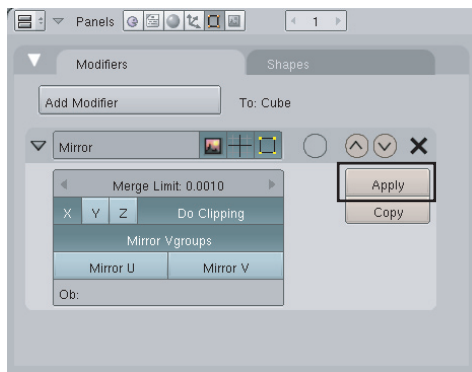 Panels 1
Modifiers Shapes
Add Modifier To: Cube
Mirror
Merge Limit: 0.0010 Apply
X Y Z Do Clipping Copy
Mirror Vgroups
Mirror U Mirror V
Ob: